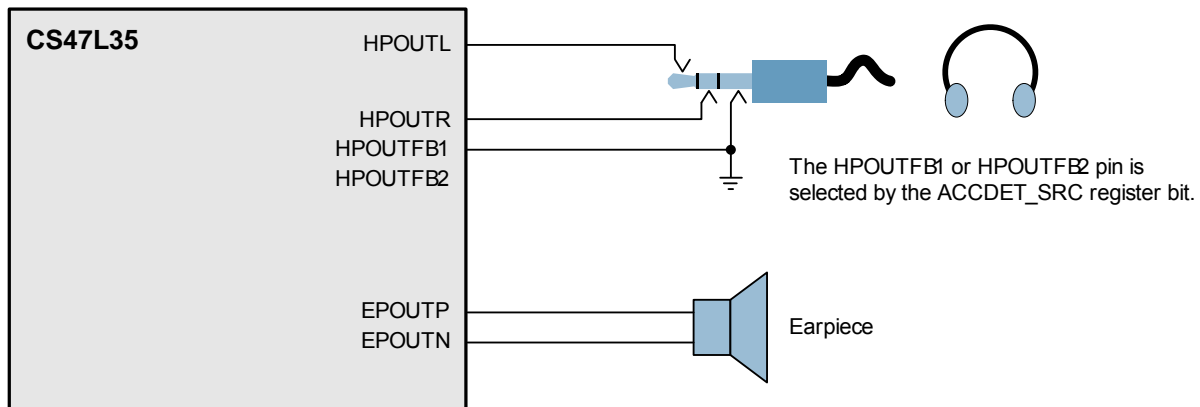 CS47L35
HPOUTL
HPOUTR
HPOUTFB1
HPOUTFB2
The HPOUTFB1 or HPOUTFB2 pin is
selected by the ACCDET_SRC register bit.
EPOUTP
EPOUTN
Earpiece